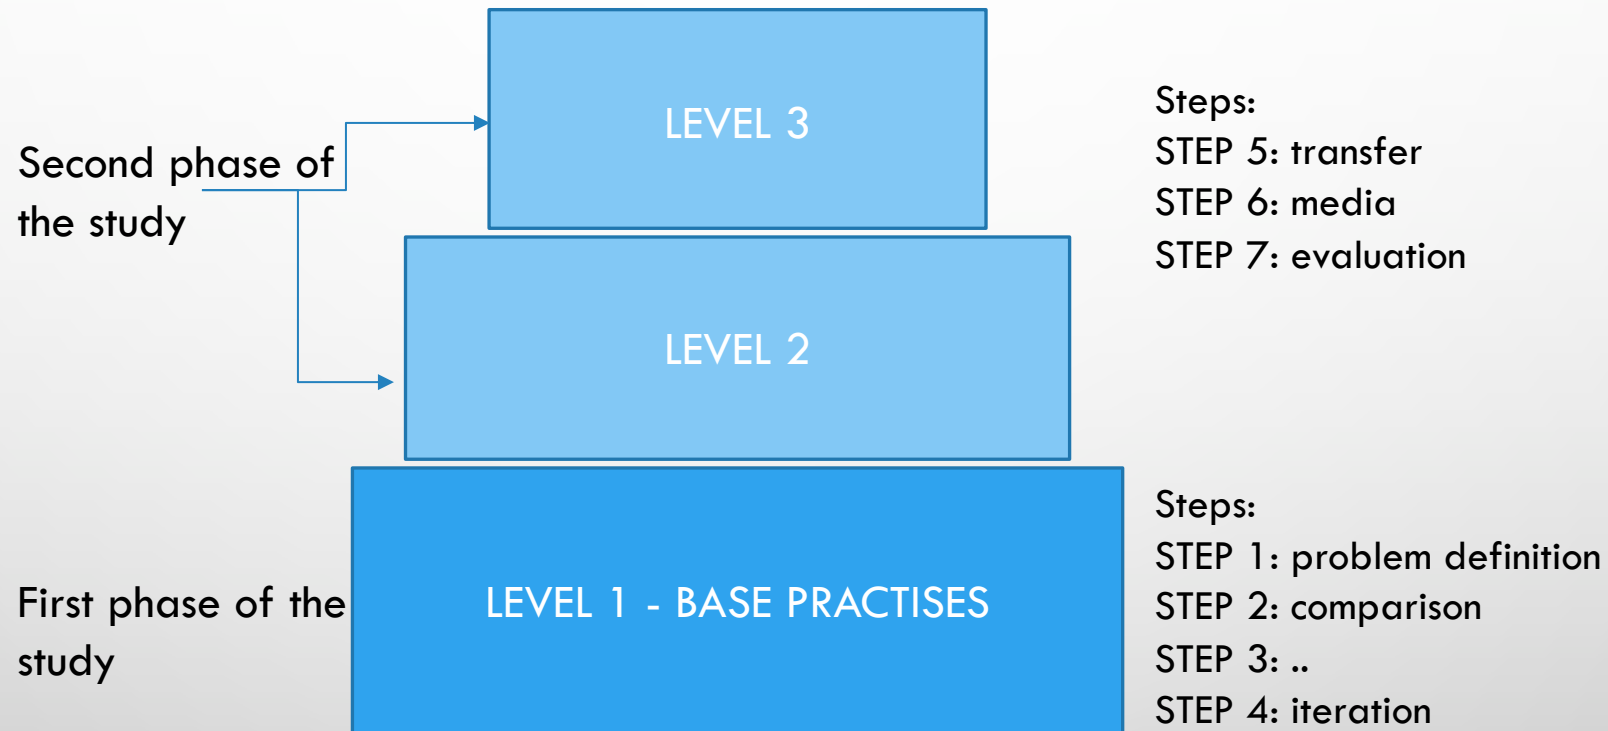 LEVEL 3
Steps:
STEP 5: transfer
STEP 6: media
STEP 7: evaluation
Second phase of
the study
LEVEL 2
LEVEL 1 - BASE PRACTISES
First phase of the
study
Steps:
STEP 1: problem definition
STEP 2: comparison
STEP 3: ..
STEP 4: iteration